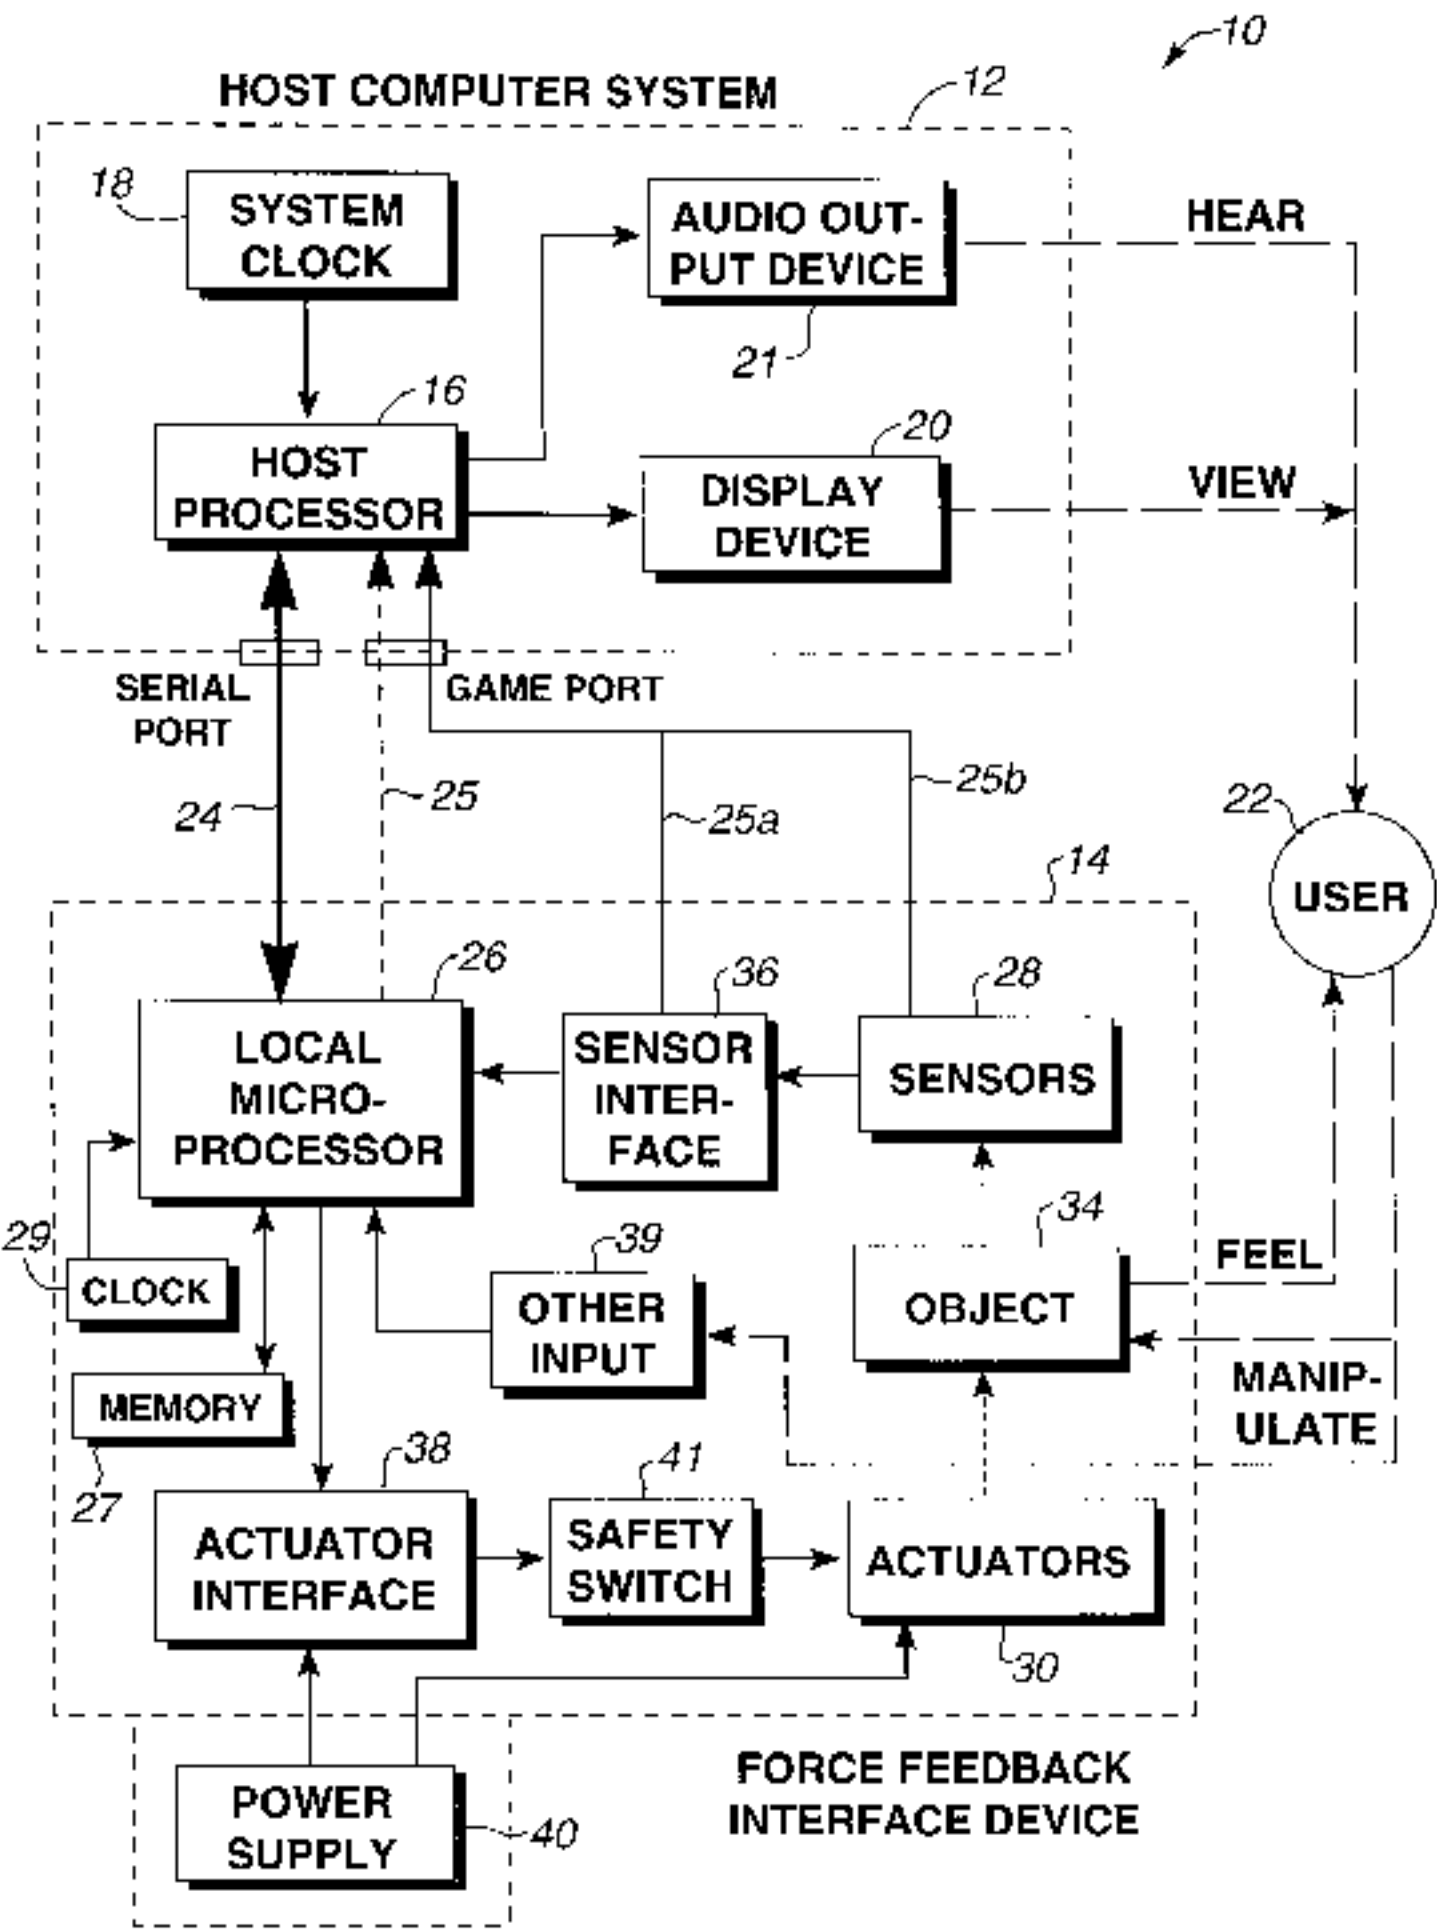 10
HOST COMPUTER SYSTEM
12
18
SYSTEM
CLOCK
AUDIO OUT-
PUT DEVICE
21
HEAR
16
HOST
PROCESSOR
20
DISPLAY
DEVICE
VIEW
SERIAL
PORT
GAME PORT
24
25
25a
25b
22
USER
14
26
LOCAL
MICRO-
PROCESSOR
36
SENSOR
INTER-
FACE
28
SENSORS
29
CLOCK
39
OTHER
INPUT
34
OBJECT
FEEL
MANIP-
ULATE
MEMORY
27
38
ACTUATOR
INTERFACE
41
SAFETY
SWITCH
ACTUATORS
30
POWER
SUPPLY
40
FORCE FEEDBACK
INTERFACE DEVICE